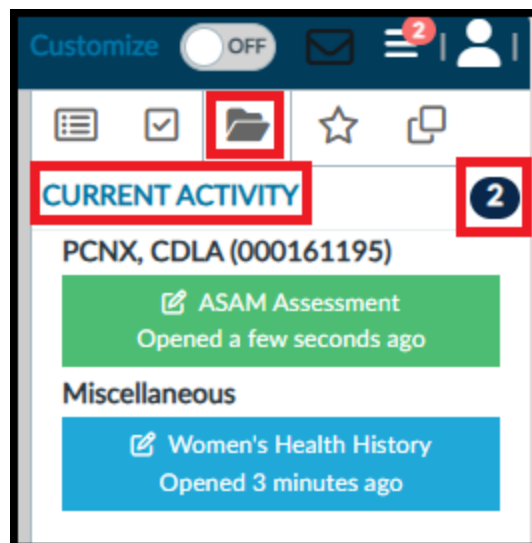 Customize OFF 2
CURRENT ACTIVITY 2
PCNX, CDLA (000161195)
ASAM Assessment
Opened a few seconds ago
Miscellaneous
Women's Health History
Opened 3 minutes ago